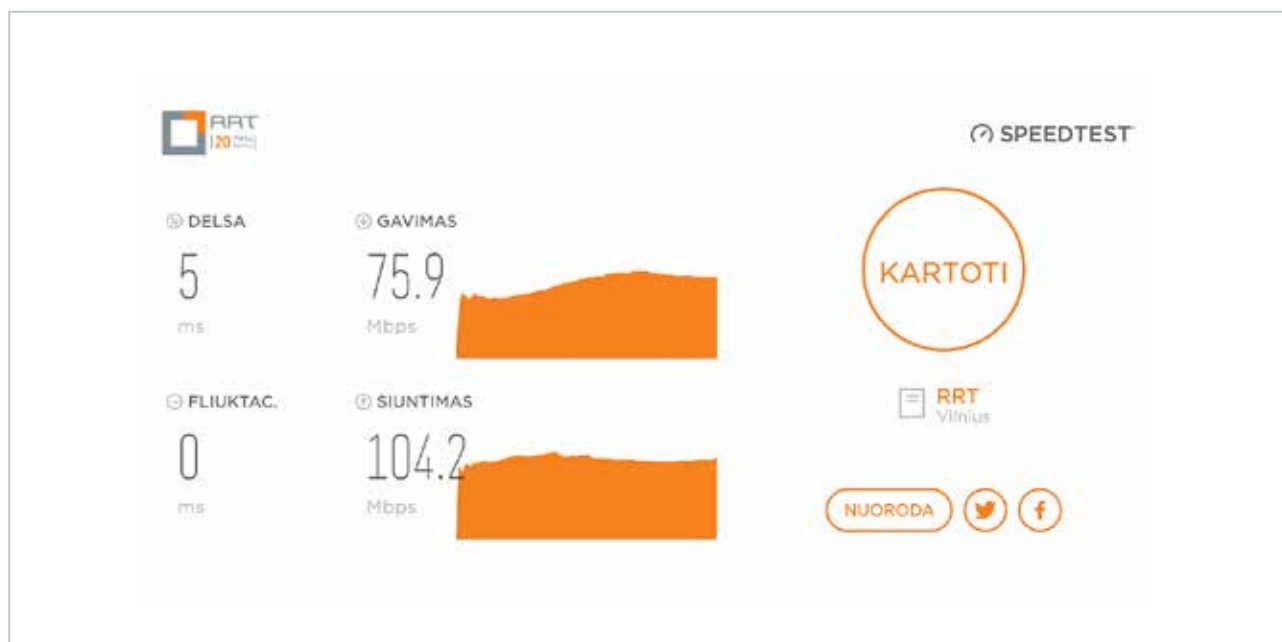 RRT
20
SPEEDTEST
DELSA
5
ms
GAVIMAS
75.9
Mbps
FLIUKTAC.
0
ms
SIUNTIMAS
104.2
Mbps
KARTOTI
RRT
Vilnius
NUORODA